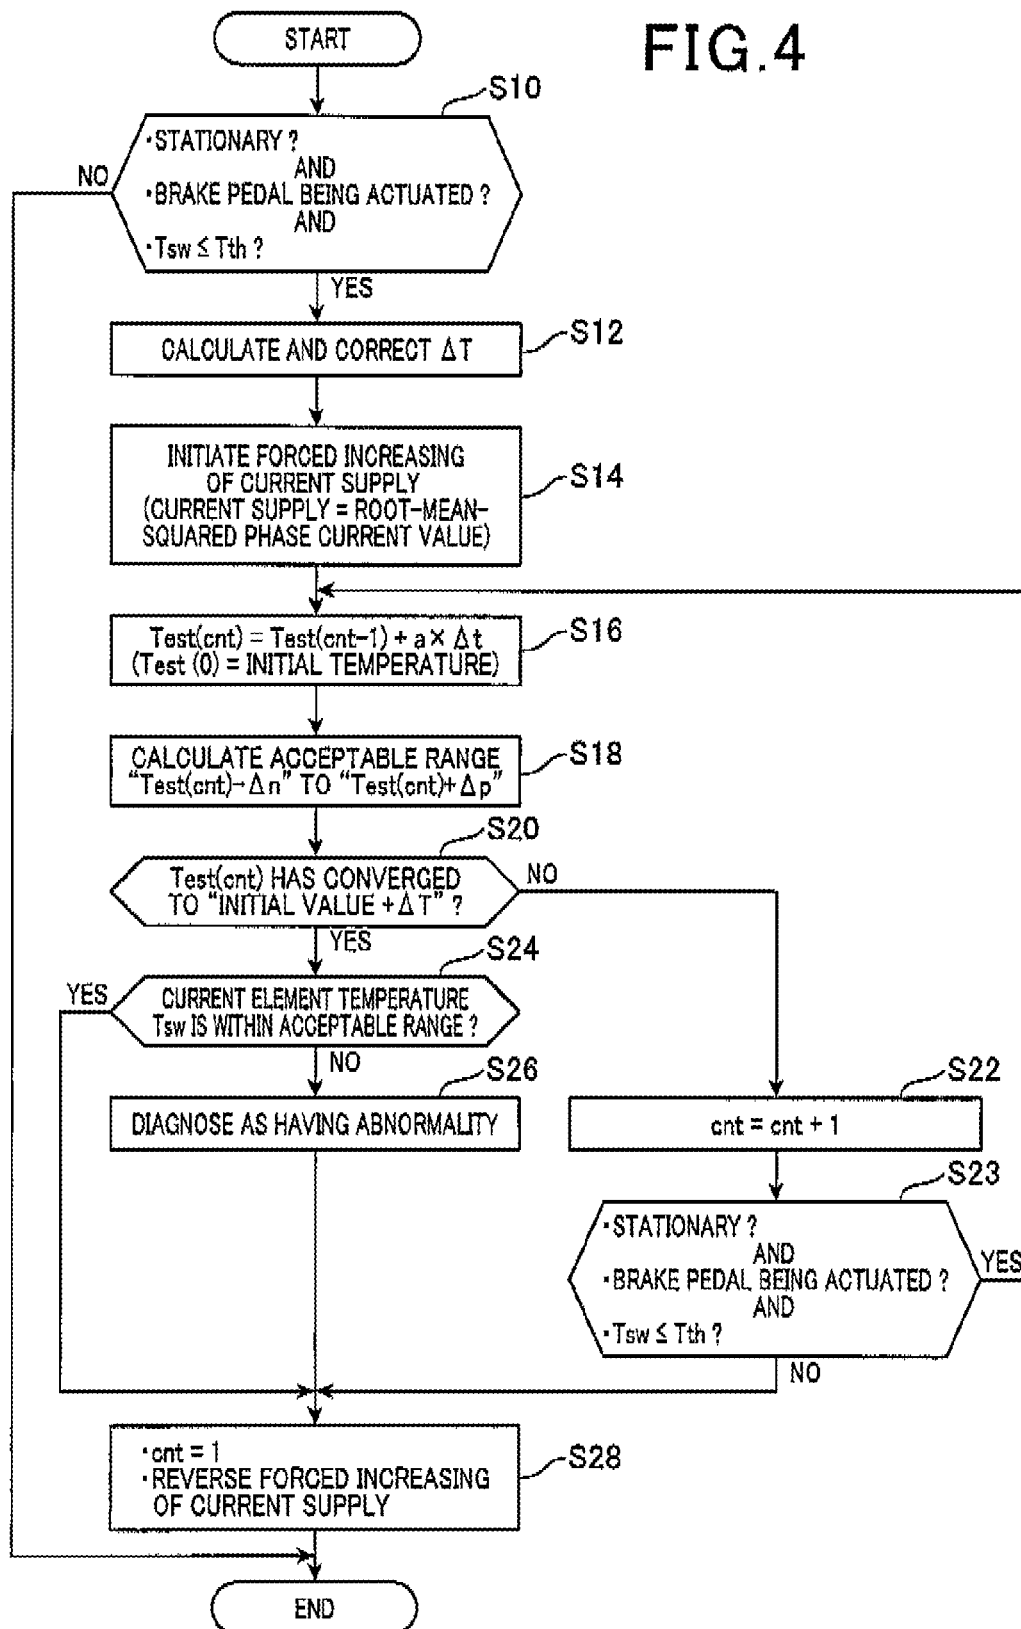 FIG.4
START
S10
·STATIONARY ?
AND
·BRAKE PEDAL BEING ACTUATED ?
AND
·Tsw ≤ Tth ?
NO
YES
S12
CALCULATE AND CORRECT ΔT
S14
INITIATE FORCED INCREASING
OF CURRENT SUPPLY
(CURRENT SUPPLY = ROOT-MEAN-
SQUARED PHASE CURRENT VALUE)
S16
Test(cnt) = Test(cnt-1) + a × Δt
(Test (0) = INITIAL TEMPERATURE)
S18
CALCULATE ACCEPTABLE RANGE
“Test(cnt)-Δn” TO “Test(cnt)+Δp”
S20
Test(cnt) HAS CONVERGED
TO “INITIAL VALUE +ΔT” ?
NO
YES
S24
CURRENT ELEMENT TEMPERATURE
Tsw IS WITHIN ACCEPTABLE RANGE ?
YES
NO
S26
DIAGNOSE AS HAVING ABNORMALITY
S22
cnt = cnt + 1
S23
·STATIONARY ?
AND
·BRAKE PEDAL BEING ACTUATED ?
AND
·Tsw ≤ Tth ?
YES
NO
S28
·cnt = 1
·REVERSE FORCED INCREASING
OF CURRENT SUPPLY
END